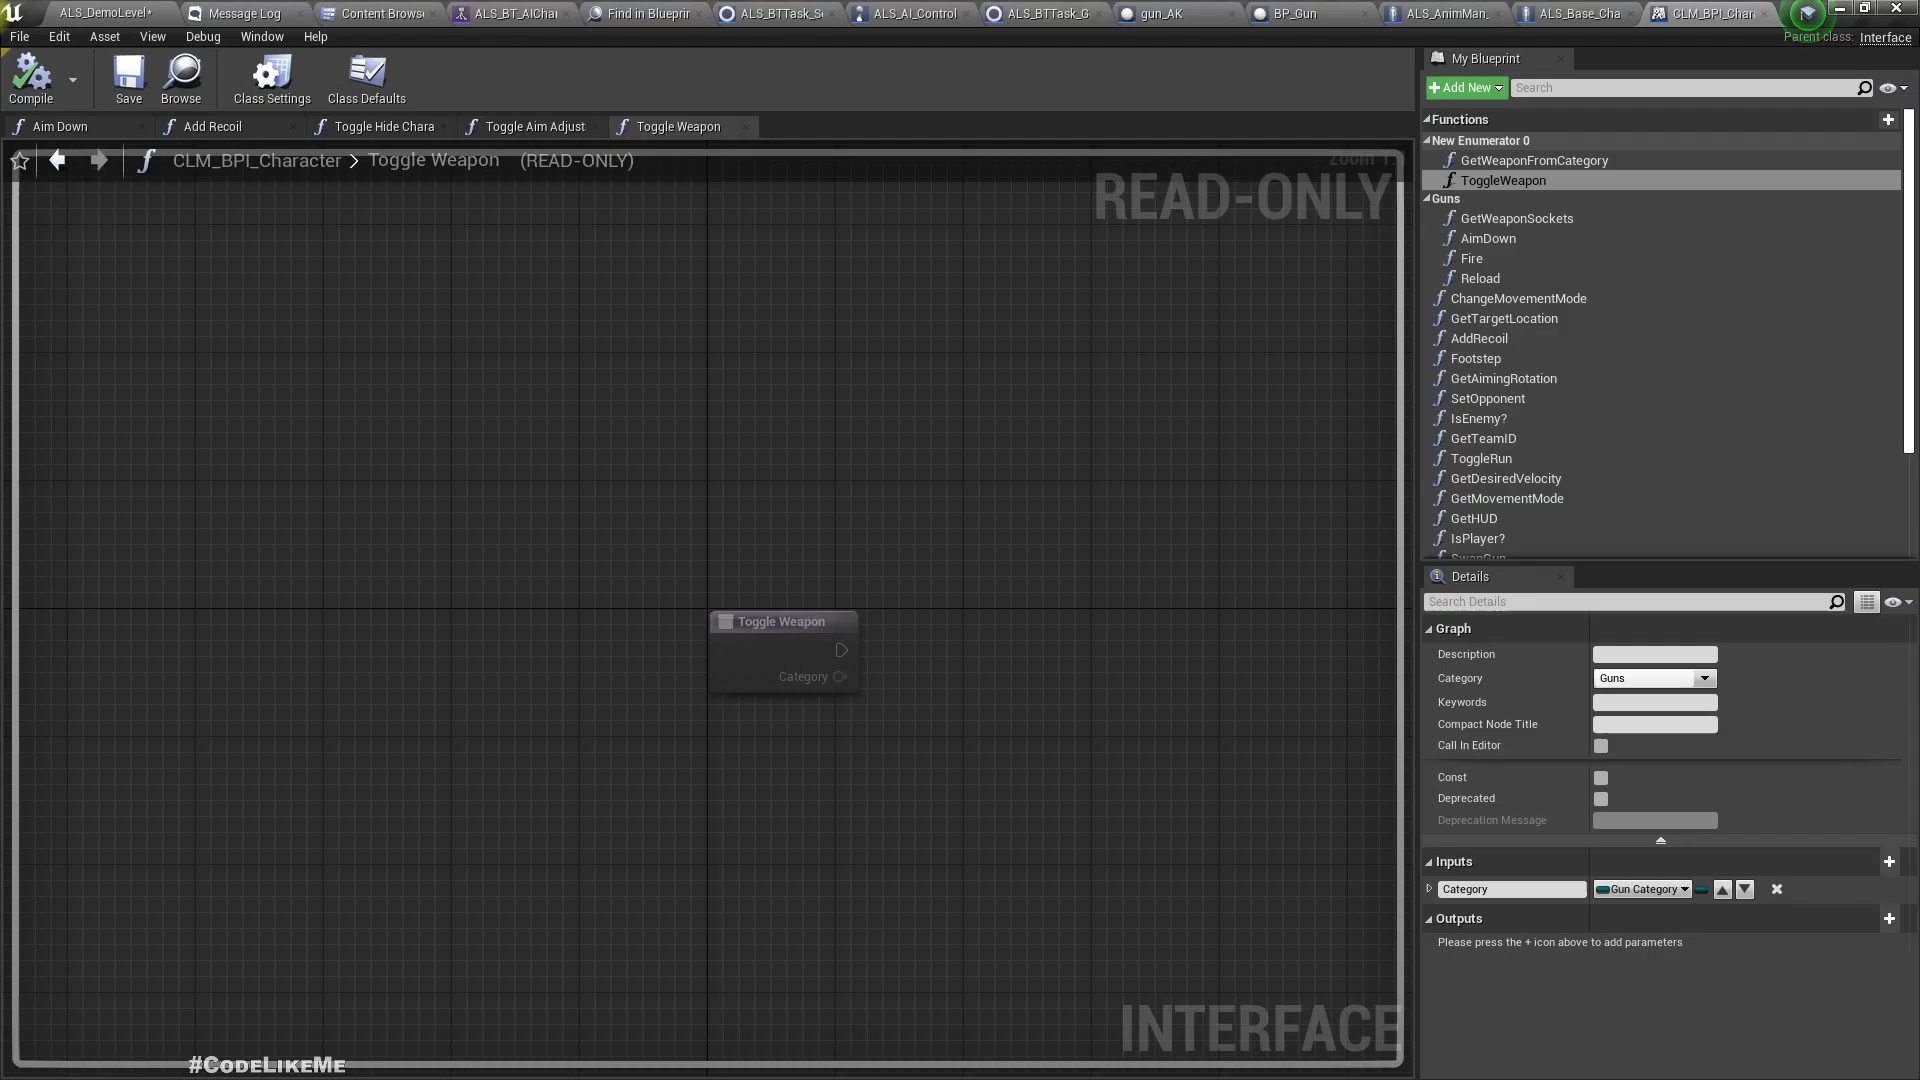 ALS_DemoLevel*
Message Log
Content Browse
ALS_BT_AIChar
Find in Blueprin
ALS_BTTask_Se
ALS_AI_Control
ALS_BTTask_G
gun_AK
BP_Gun
ALS_AnimMan_
ALS_Base_Cha
CLM_BPI_Char
File Edit Asset View Debug Window Help
Parent class: Interface
Compile
Save
Browse
Class Settings
Class Defaults
My Blueprint
Add New
Search
Aim Down
Add Recoil
Toggle Hide Chara
Toggle Aim Adjust
Toggle Weapon
CLM_BPI_Character > Toggle Weapon (READ-ONLY)
READ-ONLY
Toggle Weapon
Category
INTERFACE
#CodeLikeMe
Functions
New Enumerator 0
GetWeaponFromCategory
ToggleWeapon
Guns
GetWeaponSockets
AimDown
Fire
Reload
ChangeMovementMode
GetTargetLocation
AddRecoil
Footstep
GetAimingRotation
SetOpponent
IsEnemy?
GetTeamID
ToggleRun
GetDesiredVelocity
GetMovementMode
GetHUD
IsPlayer?
SwapGun
Details
Search Details
Graph
Description
Category Guns
Keywords
Compact Node Title
Call In Editor
Const
Deprecated
Deprecation Message
Inputs
Category Gun Category
Outputs
Please press the + icon above to add parameters